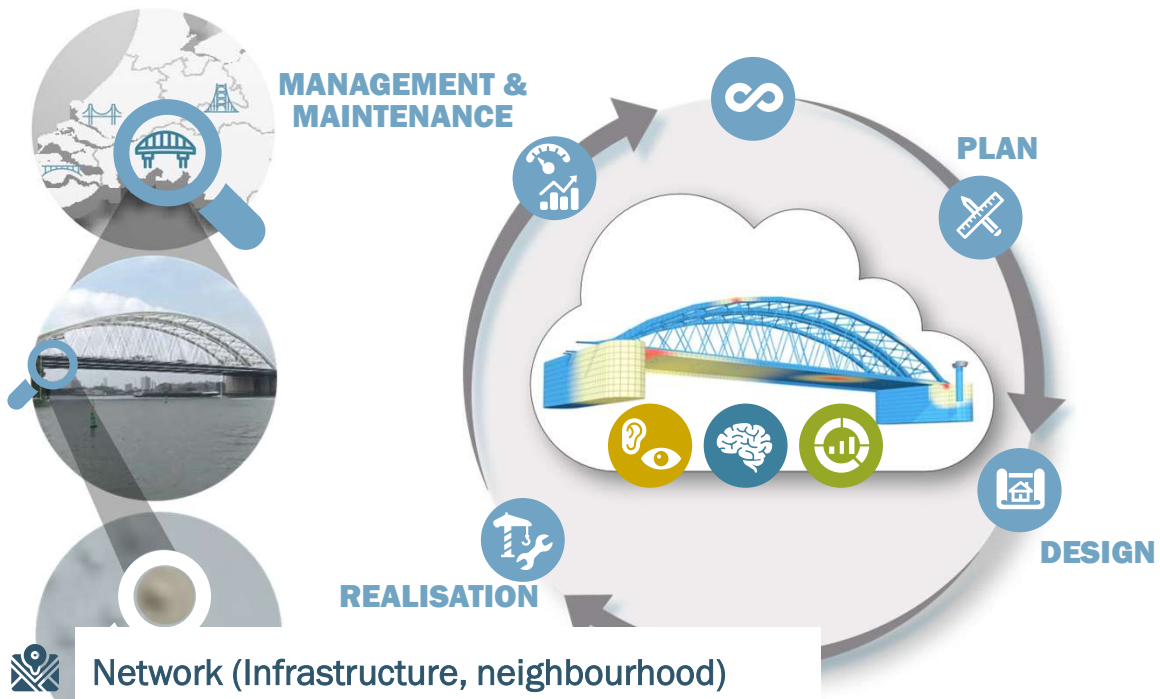 MANAGEMENT &
MAINTENANCE
PLAN
DESIGN
REALISATION
Network (Infrastructure, neighbourhood)